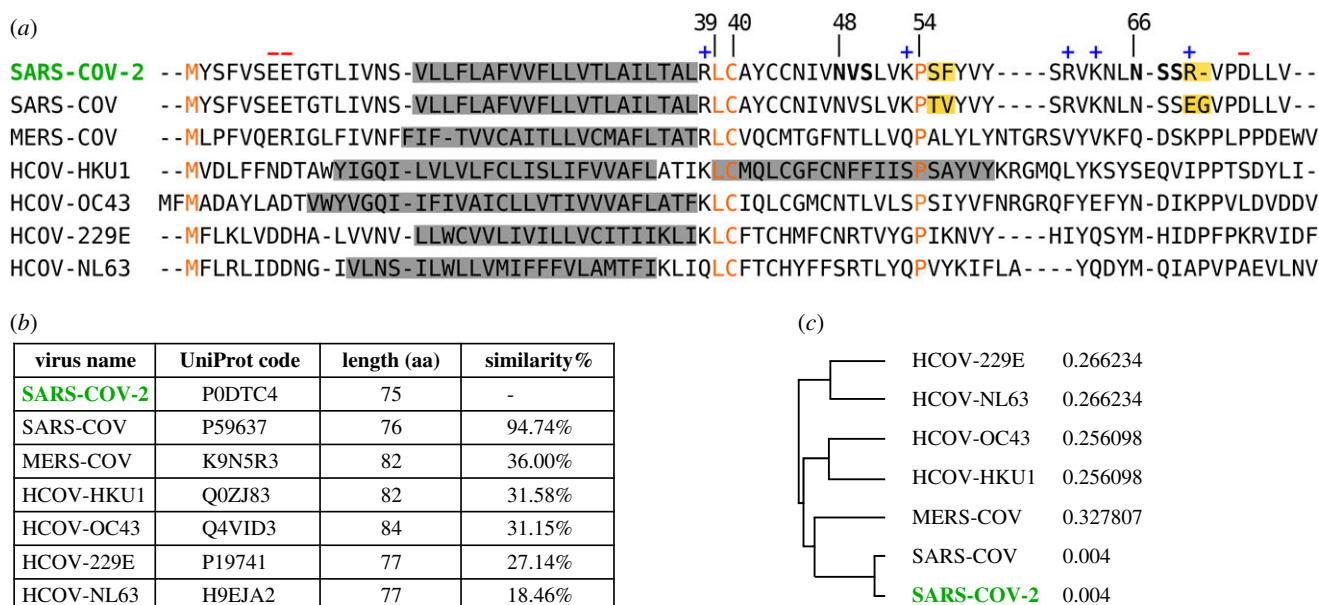 (a)
39 40 48 54 66
– – + + + + + –
SARS-COV-2 --MYSFVSEETGTLIVNS-VLLFLAFVVFLLVTLAILTALRLCAYCCNIVNVSLVKPSFYVY----SRVKNLN-SSR-VPDLLV--
SARS-COV --MYSFVSEETGTLIVNS-VLLFLAFVVFLLVTLAILTALRLCAYCCNIVNVSLVKPTVYVY----SRVKNLN-SSEGVPDLLV--
MERS-COV --MLPFVQERIGLFIVNFFIF-TVVCAITLLVCMAFLTATRLCVQCMTGFNTLLVQPALYLYNTGRSVYVKFQ-DSKPPLPPDEWV
HCOV-HKU1 --MVDLFFNDTAWYIGQI-LVLVLFCLISLIFVVAFLATIKLCMQLCGFCNFFIISPSAYVYKRGMQLYKSYSEQVIPPTSDYLI-
HCOV-OC43 MFMADAYLADTVWYVGQI-IFIVAICLLVTIVVVAFLATFKLCIQLCGMCNTLVLSPSIYVFNRGRQFYEFYN-DIKPPVLDVDDV
HCOV-229E --MFLKLVDDHA-LVVNV-LLWCVVLIVILLVCITIIKLIKLCFTCHMFCNRTVYGPIKNVY----HIYQSYM-HIDPFPKRVIDF
HCOV-NL63 --MFLRLIDDNG-IVLNS-ILWLLVMIFFFVLAMTFIKLIQLCFTCHYFFSRTLYQPVYKIFLA----YQDYM-QIAPVPAEVLNV
(b)
virus name UniProt code length (aa) similarity%
SARS-COV-2 P0DTC4 75 -
SARS-COV P59637 76 94.74%
MERS-COV K9N5R3 82 36.00%
HCOV-HKU1 Q0ZJ83 82 31.58%
HCOV-OC43 Q4VID3 84 31.15%
HCOV-229E P19741 77 27.14%
HCOV-NL63 H9EJA2 77 18.46%
(c)
HCOV-229E 0.266234
HCOV-NL63 0.266234
HCOV-OC43 0.256098
HCOV-HKU1 0.256098
MERS-COV 0.327807
SARS-COV 0.004
SARS-COV-2 0.004